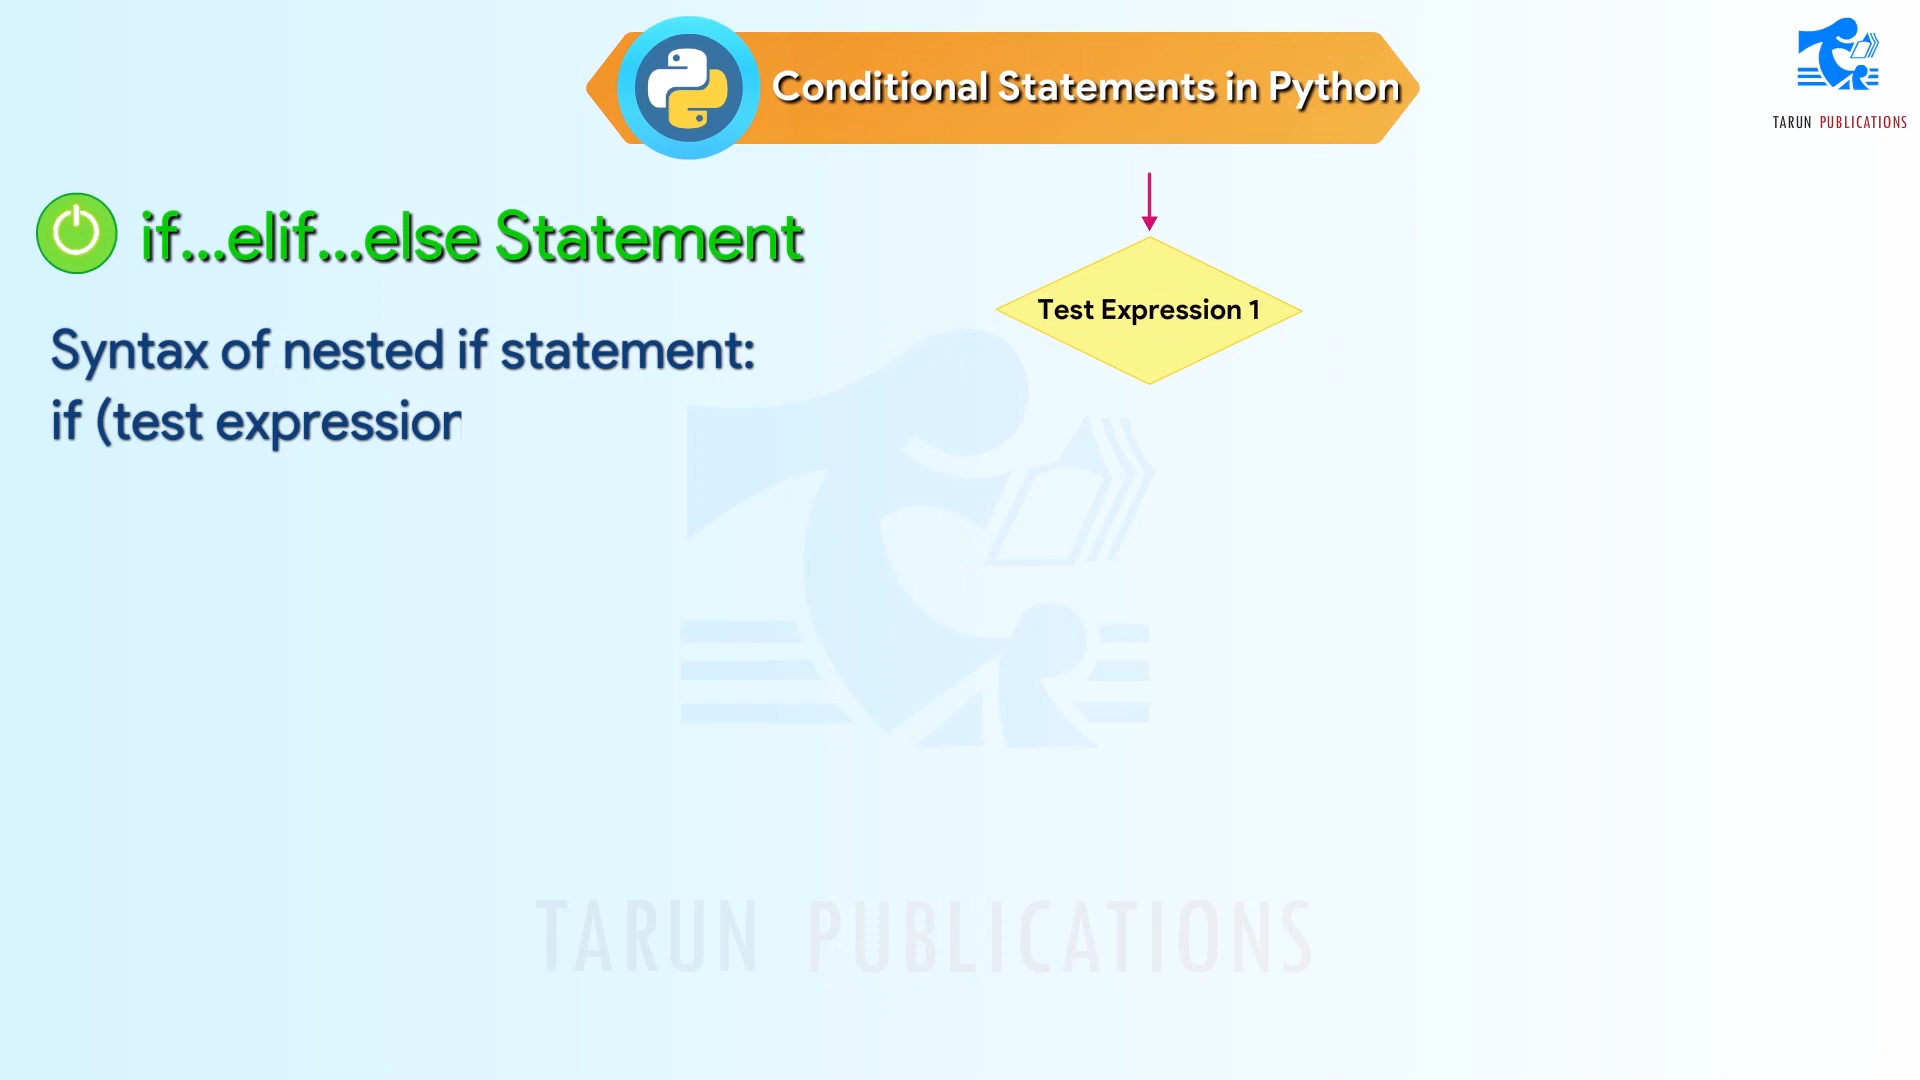 Conditional Statements in Python
TARUN PUBLICATIONS
if...elif...else Statement
Test Expression 1
Syntax of nested if statement:
if (test expression
TARUN PUBLICATIONS